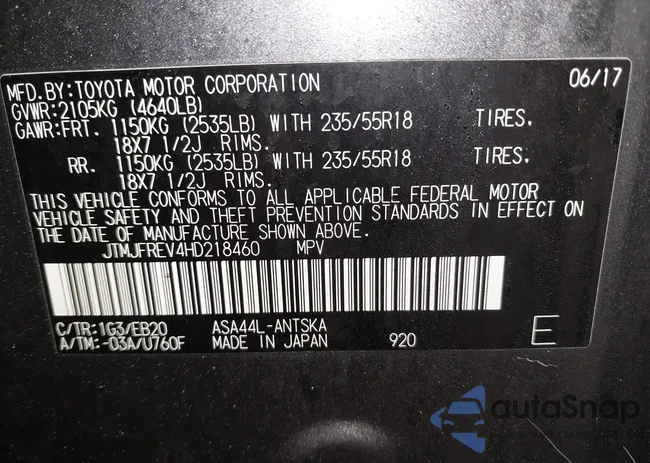 MFD.BY:TOYOTA MOTOR CORPORATION 06/17
GVWR:2105KG (4640LB)
GAWR:FRT. 1150KG (2535LB) WITH 235/55R18 TIRES.
18X7 1/2J RIMS.
RR. 1150KG (2535LB) WITH 235/55R18 TIRES.
18X7 1/2J RIMS.
THIS VEHICLE CONFORMS TO ALL APPLICABLE FEDERAL MOTOR
VEHICLE SAFETY AND THEFT PREVENTION STANDARDS IN EFFECT ON
THE DATE OF MANUFACTURE SHOWN ABOVE.
JTMJFREV4HD218460 MPV
C/TR:1G3/EB20 ASA44L-ANTSKA
A/TM:-03A/U760F MADE IN JAPAN 920 E
autoSnap